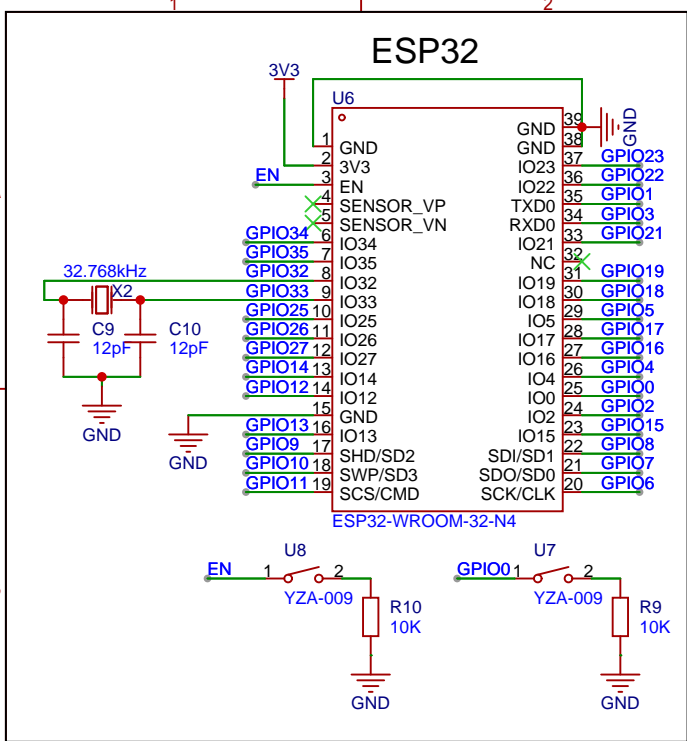 1 2
ESP32
3V3
U6
1 GND
2 3V3
EN 3 EN
4 SENSOR_VP
5 SENSOR_VN
GPIO34 6 IO34
GPIO35 7 IO35
GPIO32 8 IO32
GPIO33 9 IO33
GPIO25 10 IO25
GPIO26 11 IO26
GPIO27 12 IO27
GPIO14 13 IO14
GPIO12 14 IO12
15 GND
GPIO13 16 IO13
GPIO9 17 SHD/SD2
GPIO10 18 SWP/SD3
GPIO11 19 SCS/CMD
GND 39
GND 38
GND
IO23 37 GPIO23
IO22 36 GPIO22
TXD0 35 GPIO1
RXD0 34 GPIO3
IO21 33 GPIO21
NC 32
IO19 31 GPIO19
IO18 30 GPIO18
IO5 29 GPIO5
IO17 28 GPIO17
IO16 27 GPIO16
IO4 26 GPIO4
IO0 25 GPIO0
IO2 24 GPIO2
IO15 23 GPIO15
SDI/SD1 22 GPIO8
SDO/SD0 21 GPIO7
SCK/CLK 20 GPIO6
ESP32-WROOM-32-N4
32.768kHz
X2
C9
12pF
C10
12pF
GND
GND
U8
EN 1 2
YZA-009
R10
10K
GND
U7
GPIO0 1 2
YZA-009
R9
10K
GND